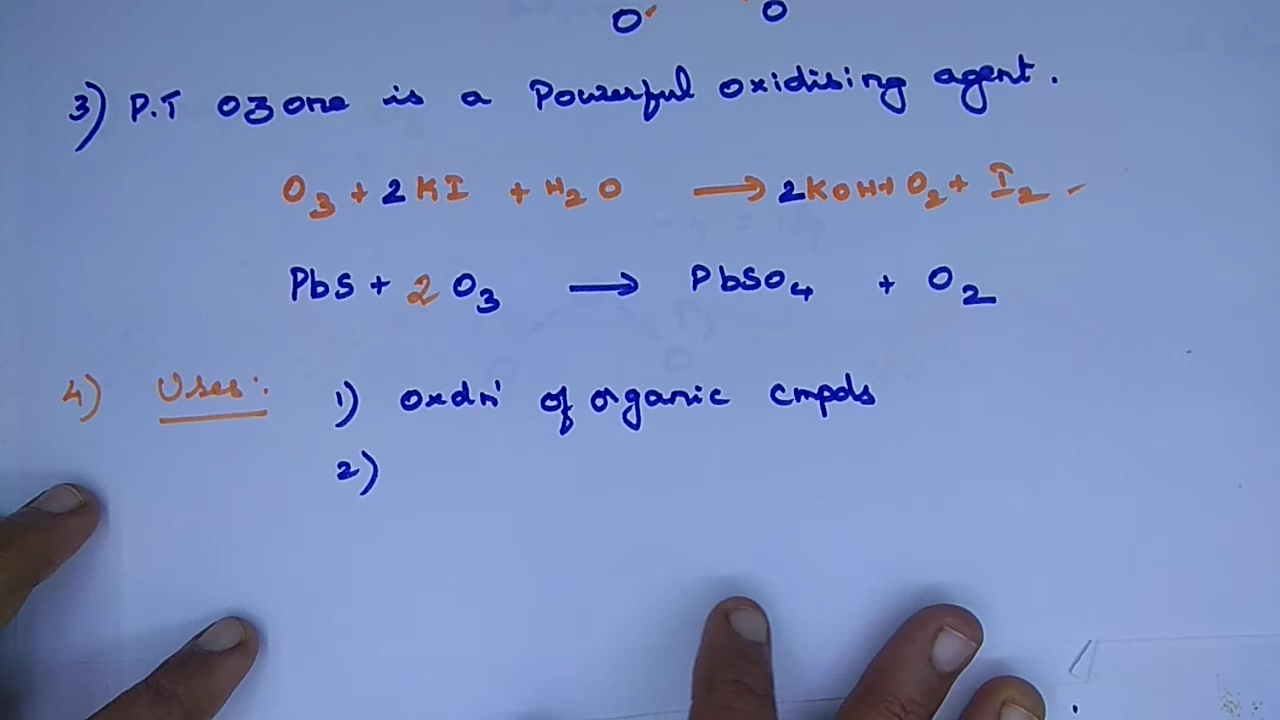 O O
3) P.T ozone is a Powerful oxidising agent.
O3 + 2KI + H2O → 2KOH + O2 + I2
PbS + 2O3 → PbSO4 + O2
4) Uses:
1) oxdn' of organic cmpds
2)